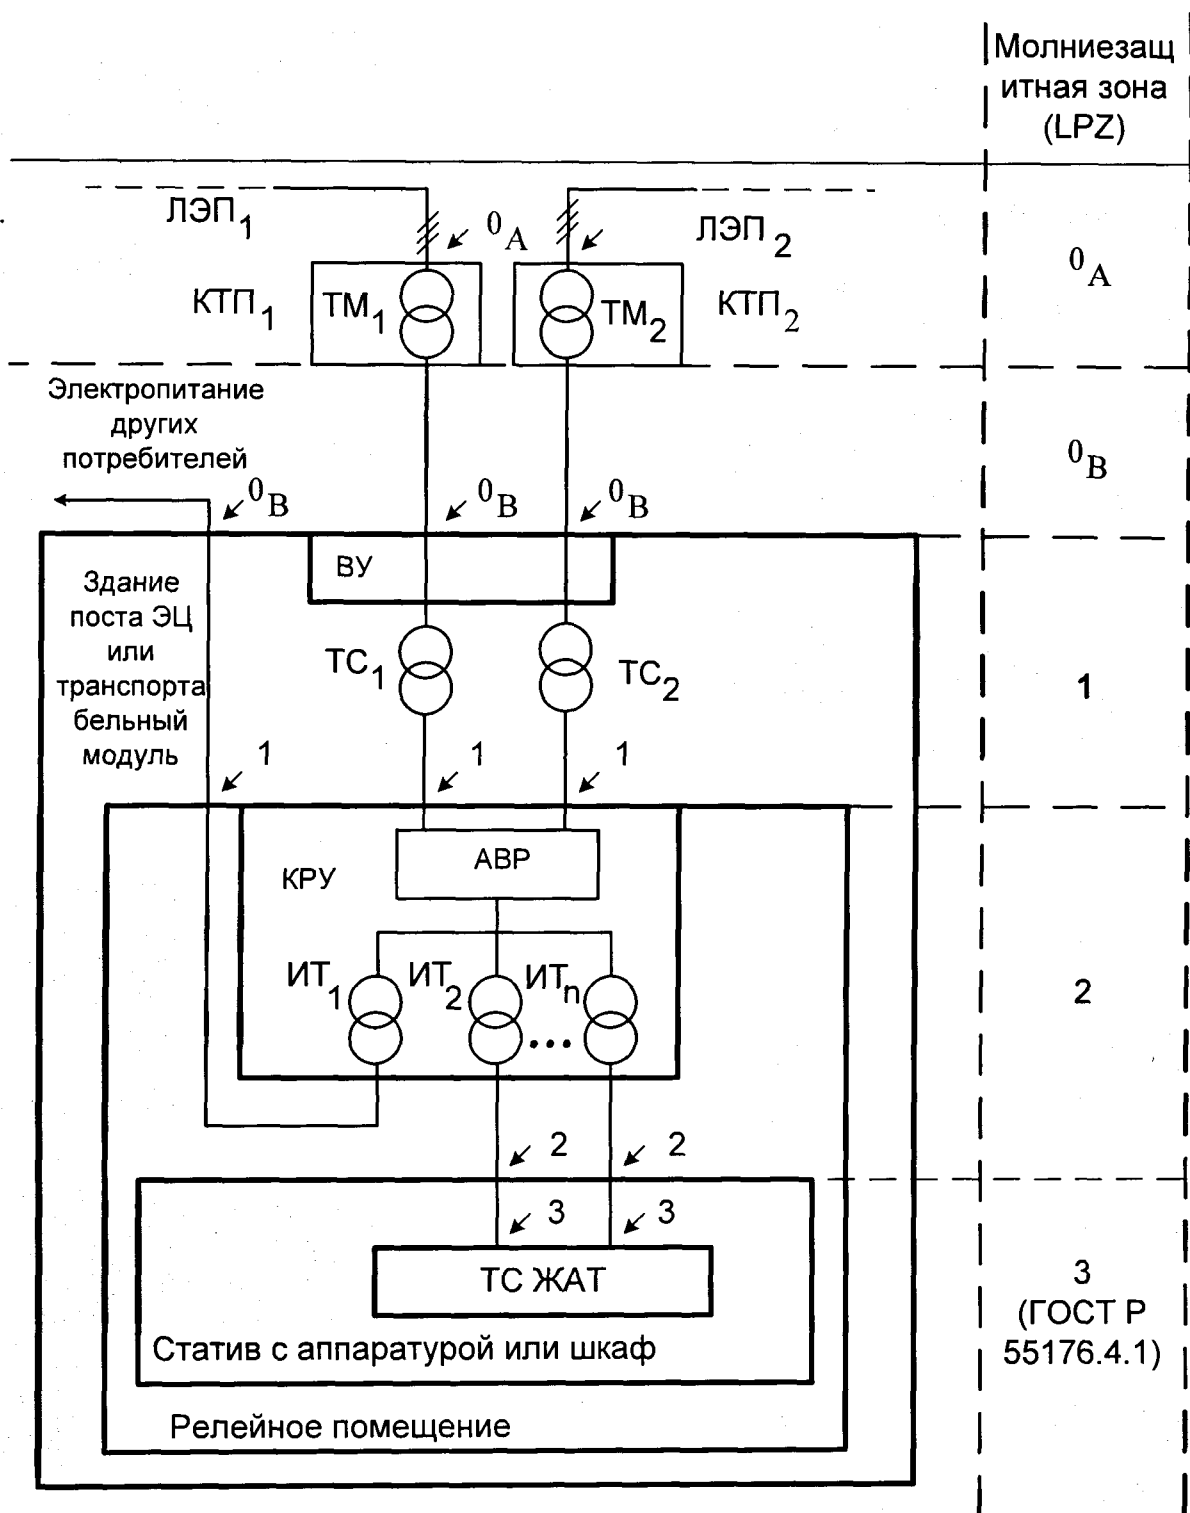 Молниезащ
итная зона
(LPZ)
ЛЭП1
0A
ЛЭП2
0A
КТП1
ТМ1
ТМ2
КТП2
Электропитание
других
потребителей
0B
0B
0B
0B
ВУ
Здание
поста ЭЦ
или
транспорта
бельный
модуль
ТС1
ТС2
1
1
1
1
АВР
КРУ
ИТ1
ИТ2
ИТn
...
2
2
2
3
3
ТС ЖАТ
3
(ГОСТ Р
55176.4.1)
Статив с аппаратурой или шкаф
Релейное помещение